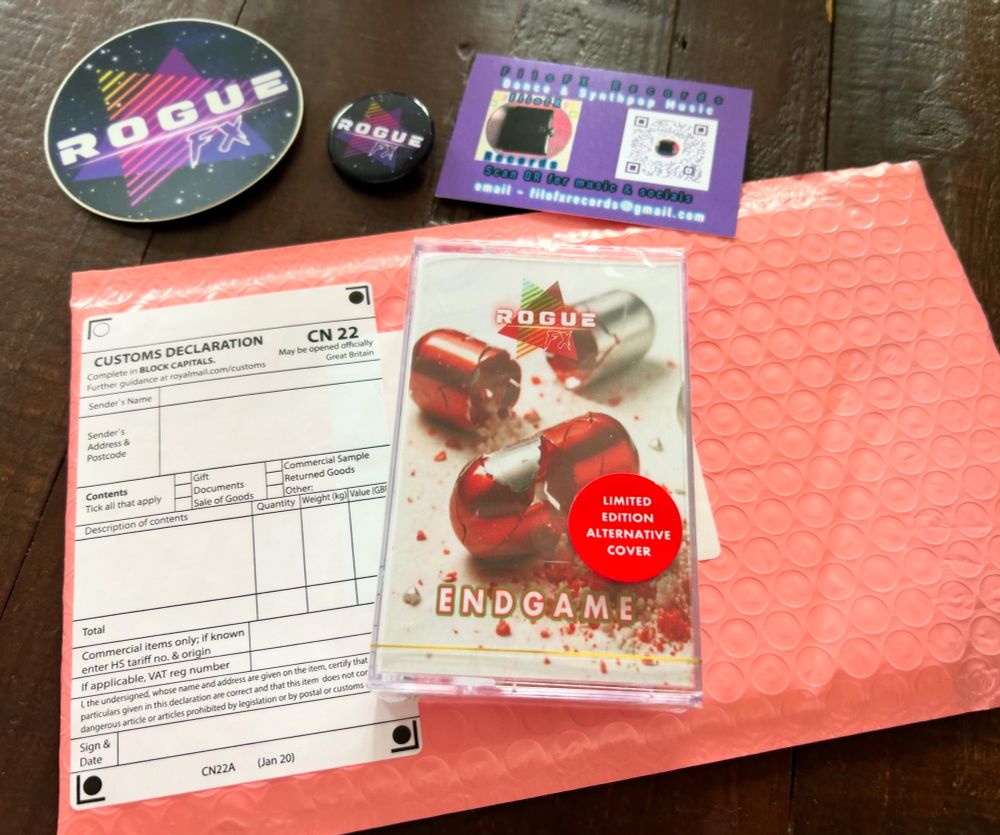 ROGUE
FX
ROGUE
FX
FiloFX Records
Dance & Synthpop Music
filofx
Records
Scan QR for music & socials
email - filofxrecords@gmail.com
CUSTOMS DECLARATION
CN 22
Complete in BLOCK CAPITALS.
May be opened officially
Further guidance at royalmail.com/customs
Great Britain
Sender`s Name
Sender`s
Address &
Postcode
Contents
Tick all that apply
Gift
Documents
Sale of Goods
Commercial Sample
Returned Goods
Other:
Description of contents
Quantity
Weight (kg)
Value (GB
Total
Commercial items only; if known
enter HS tariff no. & origin
If applicable, VAT reg number
I, the undersigned, whose name and address are given on the item, certify that
particulars given in this declaration are correct and that this item does not
dangerous article or articles prohibited by legislation or by postal or customs
Sign &
Date
CN22A (Jan 20)
ROGUE
FX
LIMITED
EDITION
ALTERNATIVE
COVER
ENDGAME